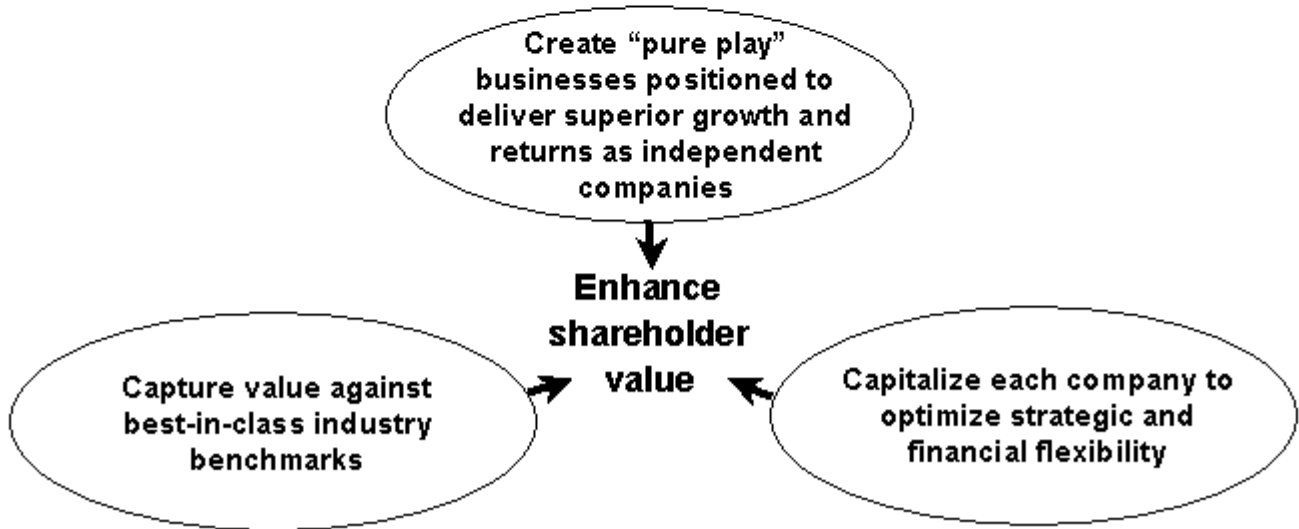 Create “pure play”
businesses positioned to
deliver superior growth and
returns as independent
companies
Enhance
shareholder
value
Capture value against
best-in-class industry
benchmarks
Capitalize each company to
optimize strategic and
financial flexibility